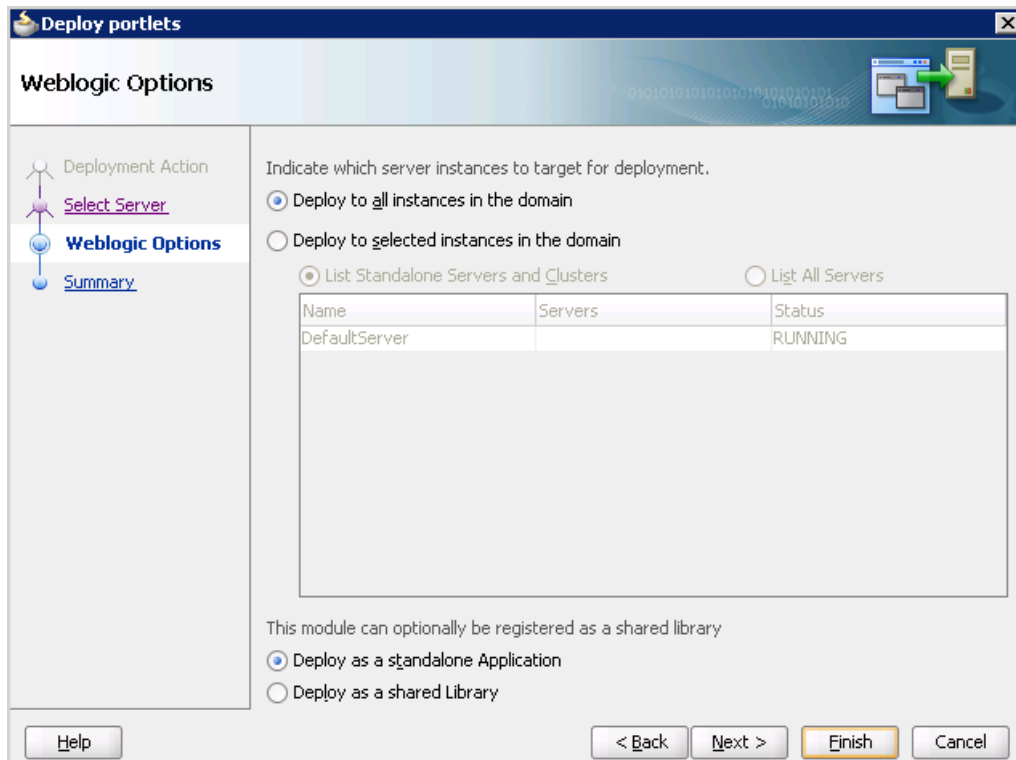 Deploy portlets
Weblogic Options
01010101010101010101010101
01010101010
Deployment Action
Select Server
Weblogic Options
Summary
Indicate which server instances to target for deployment.
Deploy to all instances in the domain
Deploy to selected instances in the domain
List Standalone Servers and Clusters List All Servers
Name Servers Status
DefaultServer RUNNING
This module can optionally be registered as a shared library
Deploy as a standalone Application
Deploy as a shared Library
Help < Back Next > Finish Cancel